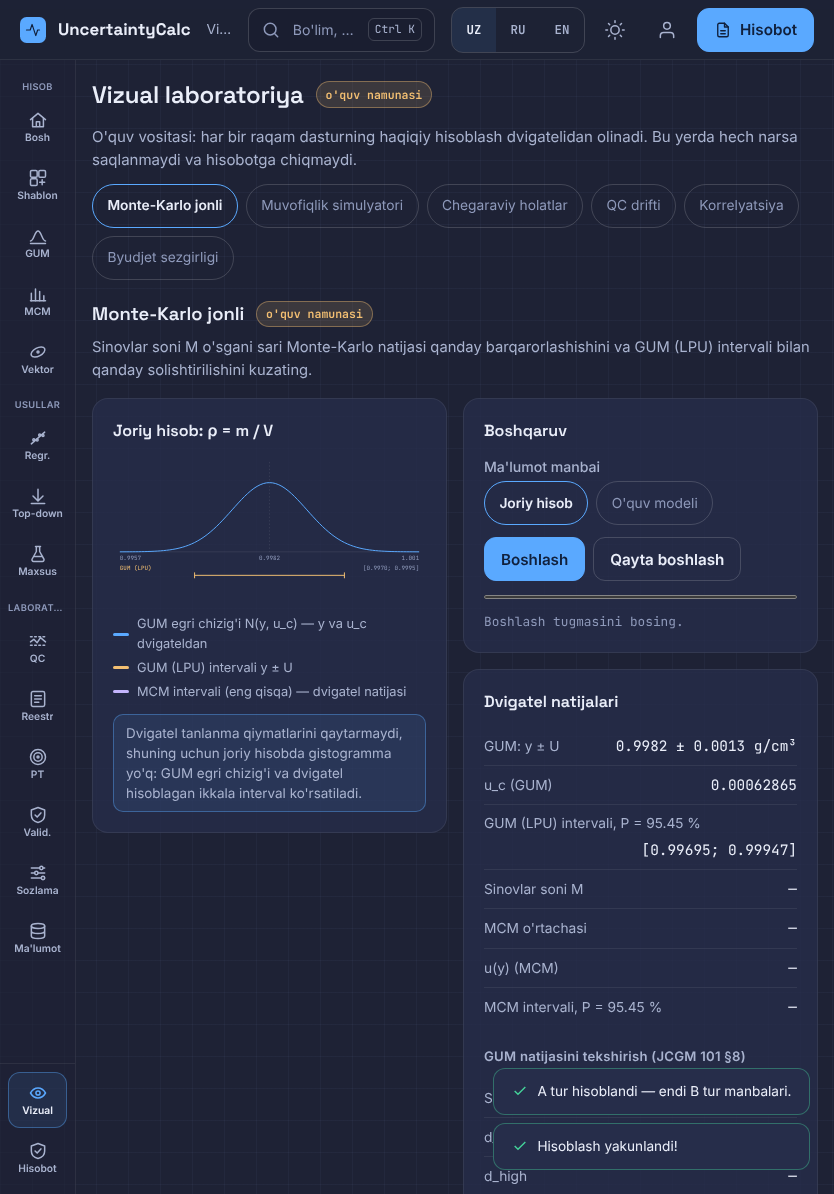 UncertaintyCalc
Vi...
Bo'lim, ...
Ctrl K
UZ
RU
EN
Hisobot
HISOB
Bosh
Shablon
GUM
MCM
Vektor
USULLAR
Regr.
Top-down
Maxsus
LABORAT...
QC
Reestr
PT
Valid.
Sozlama
Ma'lumot
Vizual
Hisobot
Vizual laboratoriya
o'quv namunasi
O'quv vositasi: har bir raqam dasturning haqiqiy hisoblash dvigatelidan olinadi. Bu yerda hech narsa
saqlanmaydi va hisobotga chiqmaydi.
Monte-Karlo jonli
Muvofiqlik simulyatori
Chegaraviy holatlar
QC drifti
Korrelyatsiya
Byudjet sezgirligi
Monte-Karlo jonli
o'quv namunasi
Sinovlar soni M o'sgani sari Monte-Karlo natijasi qanday barqarorlashishini va GUM (LPU) intervali bilan
qanday solishtirilishini kuzating.
Joriy hisob: ρ = m / V
0.9957
0.9982
1.001
GUM (LPU)
[0.9970; 0.9995]
GUM egri chizig'i N(y, u_c) — y va u_c
dvigateldan
GUM (LPU) intervali y ± U
MCM intervali (eng qisqa) — dvigatel natijasi
Dvigatel tanlanma qiymatlarini qaytarmaydi,
shuning uchun joriy hisobda gistogramma
yo'q: GUM egri chizig'i va dvigatel
hisoblagan ikkala interval ko'rsatiladi.
Boshqaruv
Ma'lumot manbai
Joriy hisob
O'quv modeli
Boshlash
Qayta boshlash
Boshlash tugmasini bosing.
Dvigatel natijalari
GUM: y ± U
0.9982 ± 0.0013 g/cm³
u_c (GUM)
0.00062865
GUM (LPU) intervali, P = 95.45 %
[0.99695; 0.99947]
Sinovlar soni M
—
MCM o'rtachasi
—
u(y) (MCM)
—
MCM intervali, P = 95.45 %
—
GUM natijasini tekshirish (JCGM 101 §8)
A tur hisoblandi — endi B tur manbalari.
Hisoblash yakunlandi!
d_high
—